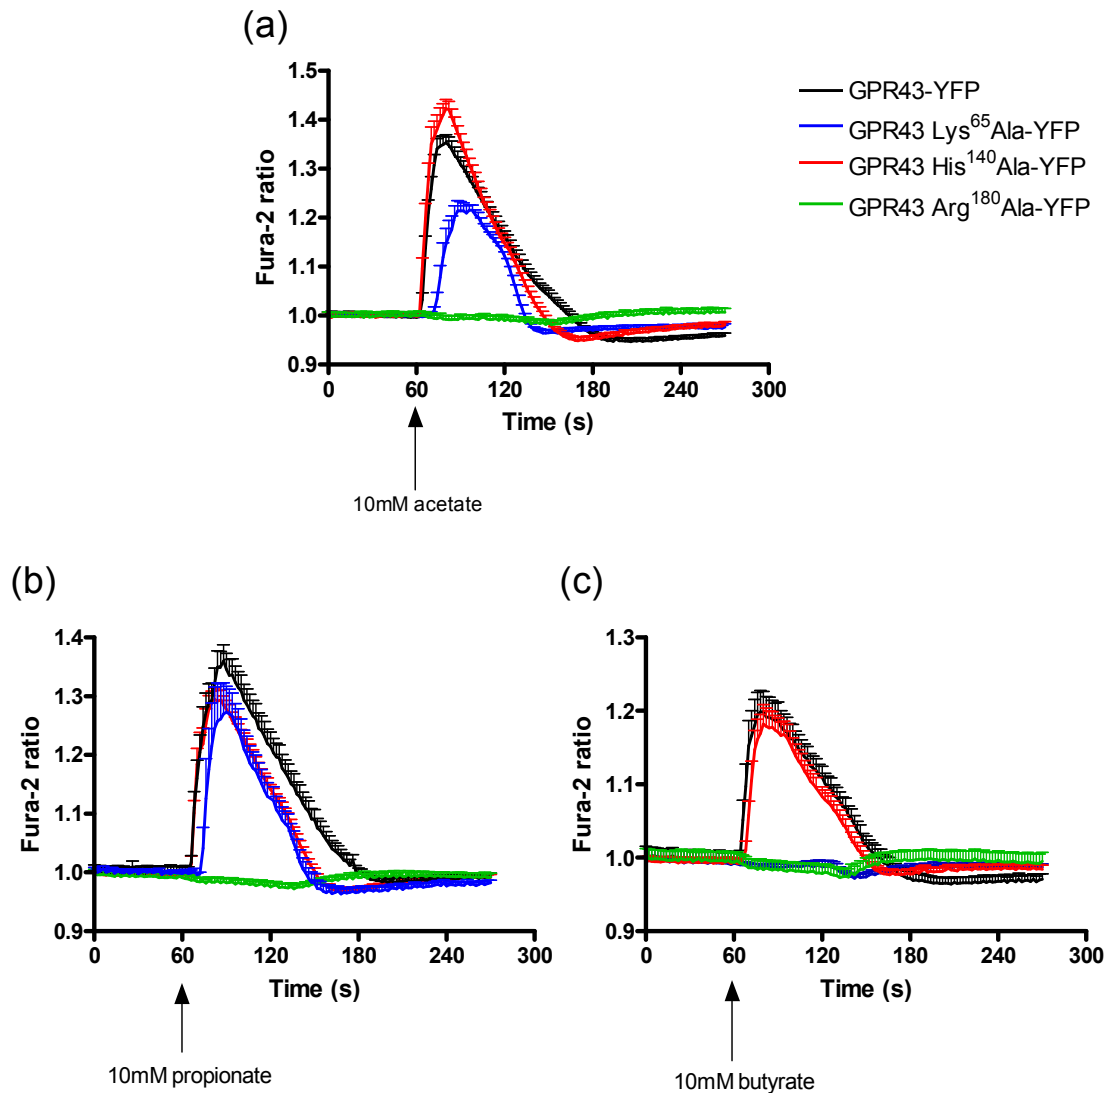 (a)
1.5
1.4
1.3
1.2
1.1
1.0
0.9
Fura-2 ratio
0 60 120 180 240 300
Time (s)
10mM acetate
GPR43-YFP
GPR43 Lys⁶⁵Ala-YFP
GPR43 His¹⁴⁰Ala-YFP
GPR43 Arg¹⁸⁰Ala-YFP
(b)
1.4
1.3
1.2
1.1
1.0
0.9
Fura-2 ratio
0 60 120 180 240 300
Time (s)
10mM propionate
(c)
1.3
1.2
1.1
1.0
0.9
Fura-2 ratio
0 60 120 180 240 300
Time (s)
10mM butyrate